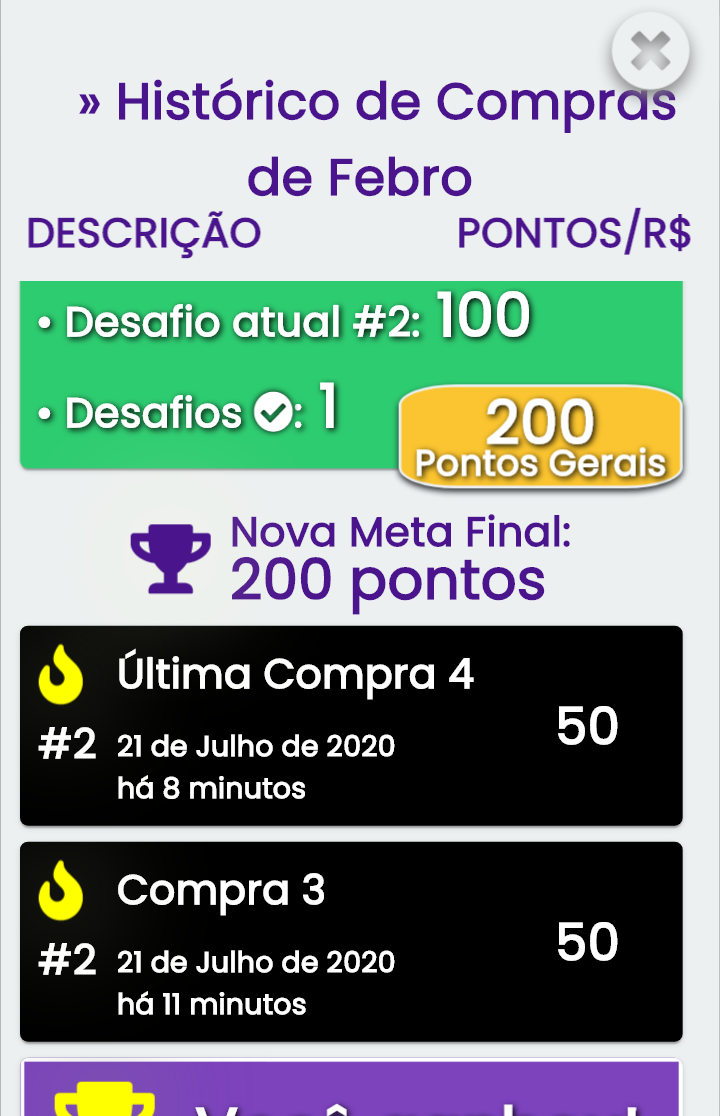 » Histórico de Compras
de Febro
DESCRIÇÃO PONTOS/R$
• Desafio atual #2: 100
• Desafios : 1
200
Pontos Gerais
Nova Meta Final:
200 pontos
Última Compra 4
50
#2 21 de Julho de 2020
há 8 minutos
Compra 3
50
#2 21 de Julho de 2020
há 11 minutos
Você